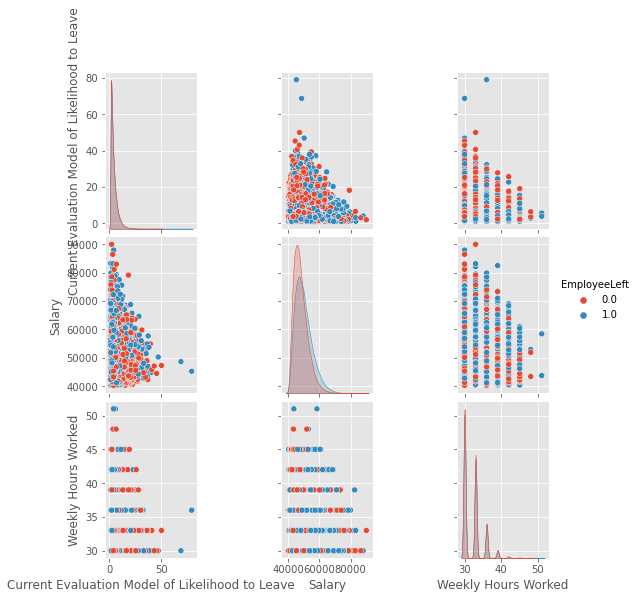 Current Evaluation Model of Likelihood to Leave
80
60
40
20
0
Salary
90000
80000
70000
60000
50000
40000
Weekly Hours Worked
50
45
40
35
30
EmployeeLeft
0.0
1.0
0 50
40000 60000 80000
30 40 50
Current Evaluation Model of Likelihood to Leave
Salary
Weekly Hours Worked